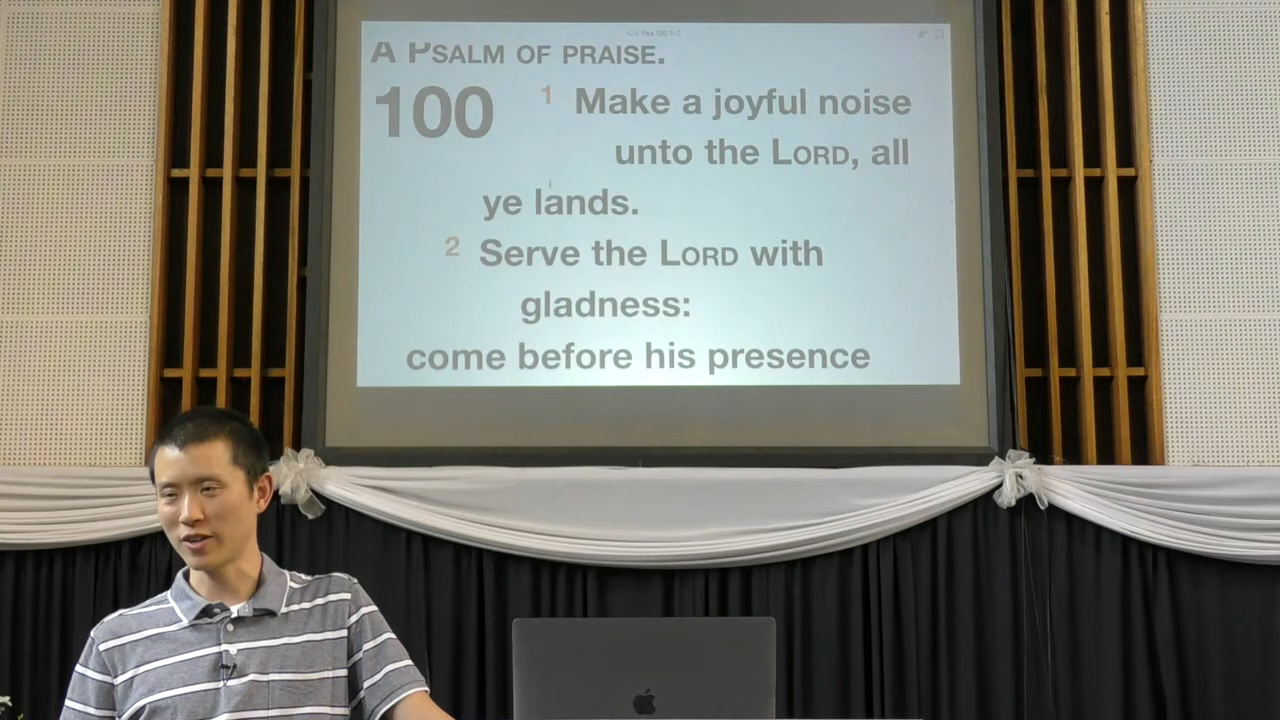 A PSALM OF PRAISE.
100 1 Make a joyful noise
unto the LORD, all
ye lands.
2 Serve the LORD with
gladness:
come before his presence